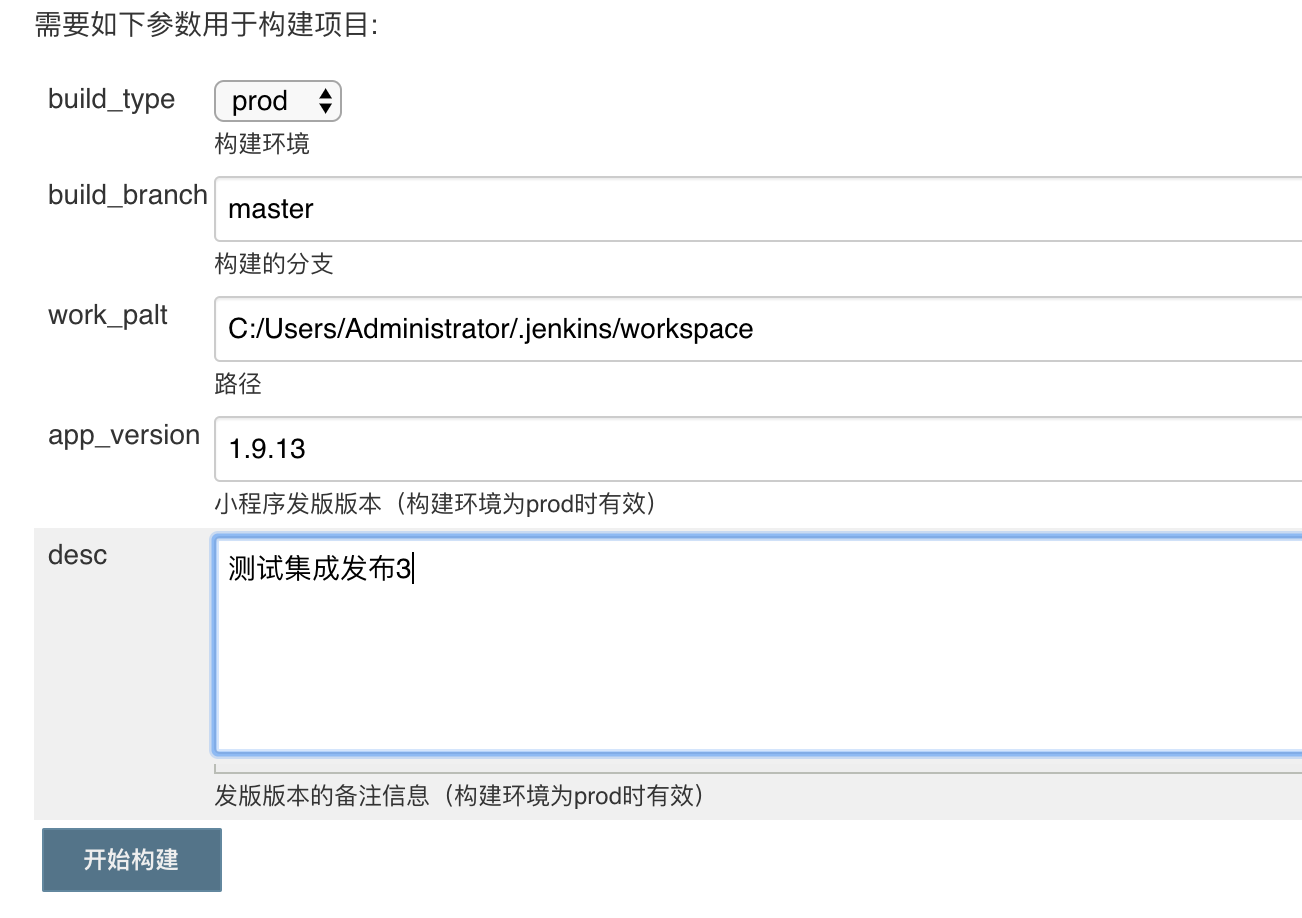 需要如下参数用于构建项目:
build_type
prod
构建环境
build_branch
master
构建的分支
work_palt
C:/Users/Administrator/.jenkins/workspace
路径
app_version
1.9.13
小程序发版版本（构建环境为prod时有效）
desc
测试集成发布3
发版版本的备注信息（构建环境为prod时有效）
开始构建